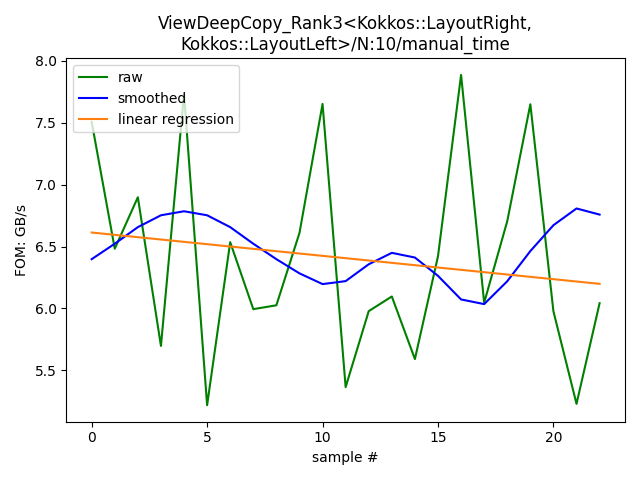 ViewDeepCopy_Rank3<Kokkos::LayoutRight,
Kokkos::LayoutLeft>/N:10/manual_time
raw
smoothed
linear regression
FOM: GB/s
8.0
7.5
7.0
6.5
6.0
5.5
0 5 10 15 20
sample #